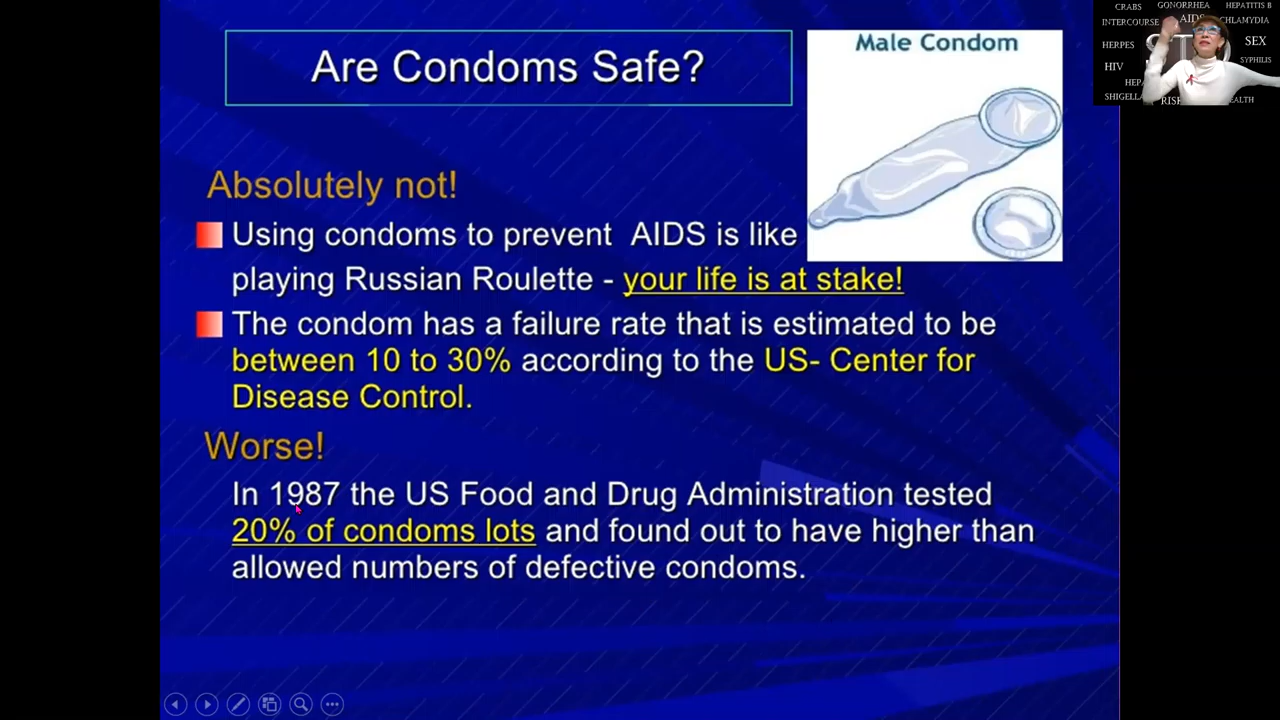 Are Condoms Safe?
Male Condom
Absolutely not!
Using condoms to prevent AIDS is like
playing Russian Roulette - your life is at stake!
The condom has a failure rate that is estimated to be
between 10 to 30% according to the US- Center for
Disease Control.
Worse!
In 1987 the US Food and Drug Administration tested
20% of condoms lots and found out to have higher than
allowed numbers of defective condoms.
CRABS GONORRHEA HEPATITIS B
INTERCOURSE AIDS CHLAMYDIA
HERPES SEX
HIV SYPHILIS